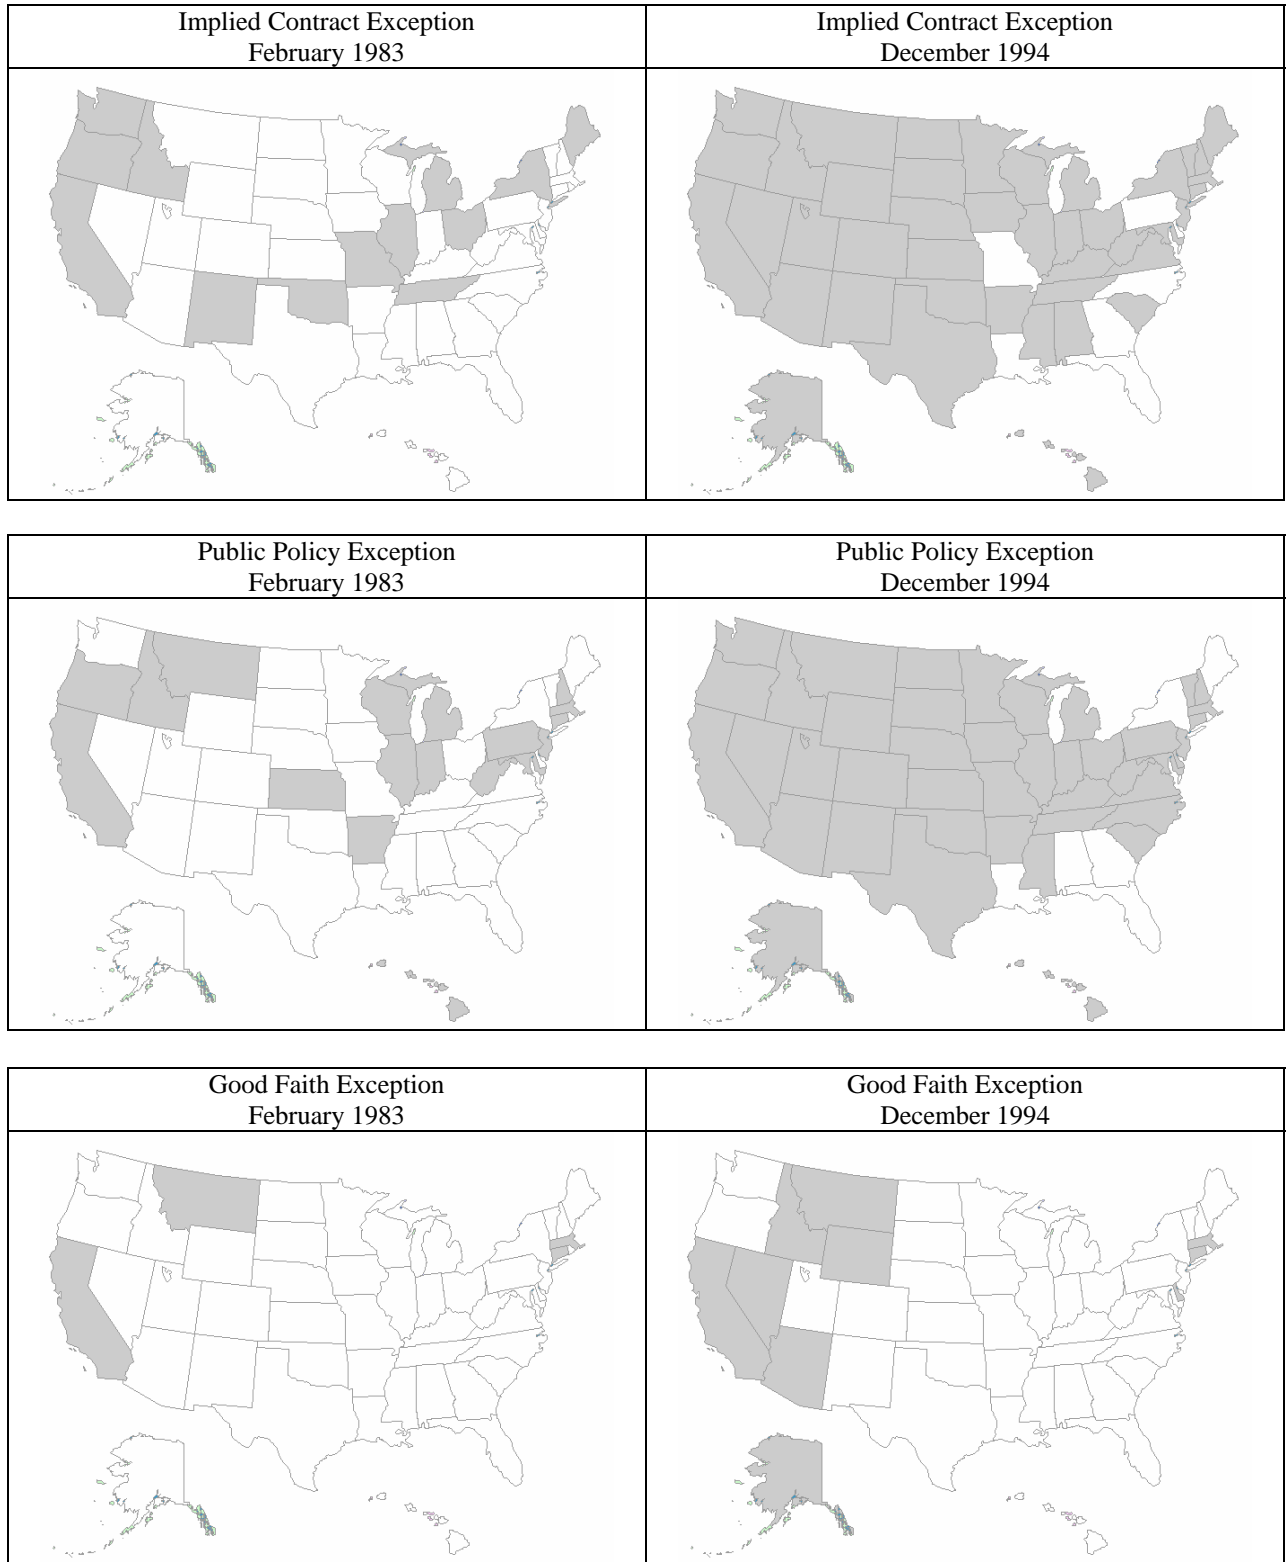 Implied Contract Exception
February 1983
Implied Contract Exception
December 1994
Public Policy Exception
February 1983
Public Policy Exception
December 1994
Good Faith Exception
February 1983
Good Faith Exception
December 1994